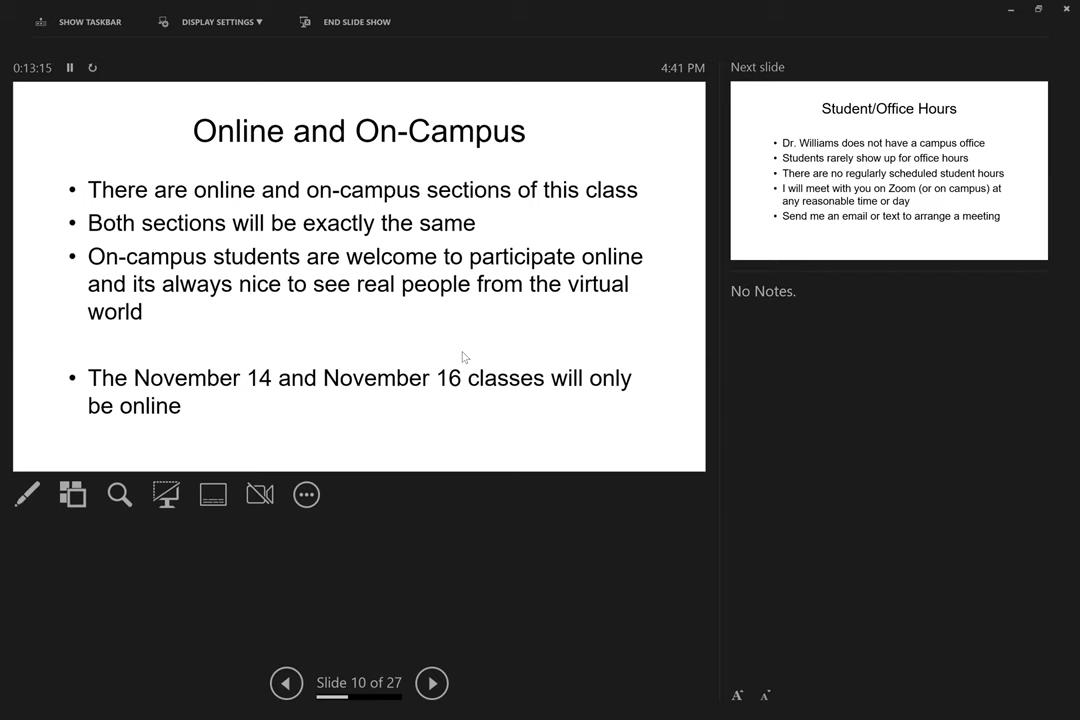 SHOW TASKBAR
DISPLAY SETTINGS ▼
END SLIDE SHOW
0:13:15
4:41 PM
Online and On-Campus
• There are online and on-campus sections of this class
• Both sections will be exactly the same
• On-campus students are welcome to participate online
and its always nice to see real people from the virtual
world
• The November 14 and November 16 classes will only
be online
Slide 10 of 27
Next slide
Student/Office Hours
• Dr. Williams does not have a campus office
• Students rarely show up for office hours
• There are no regularly scheduled student hours
• I will meet with you on Zoom (or on campus) at
any reasonable time or day
• Send me an email or text to arrange a meeting
No Notes.
A
A